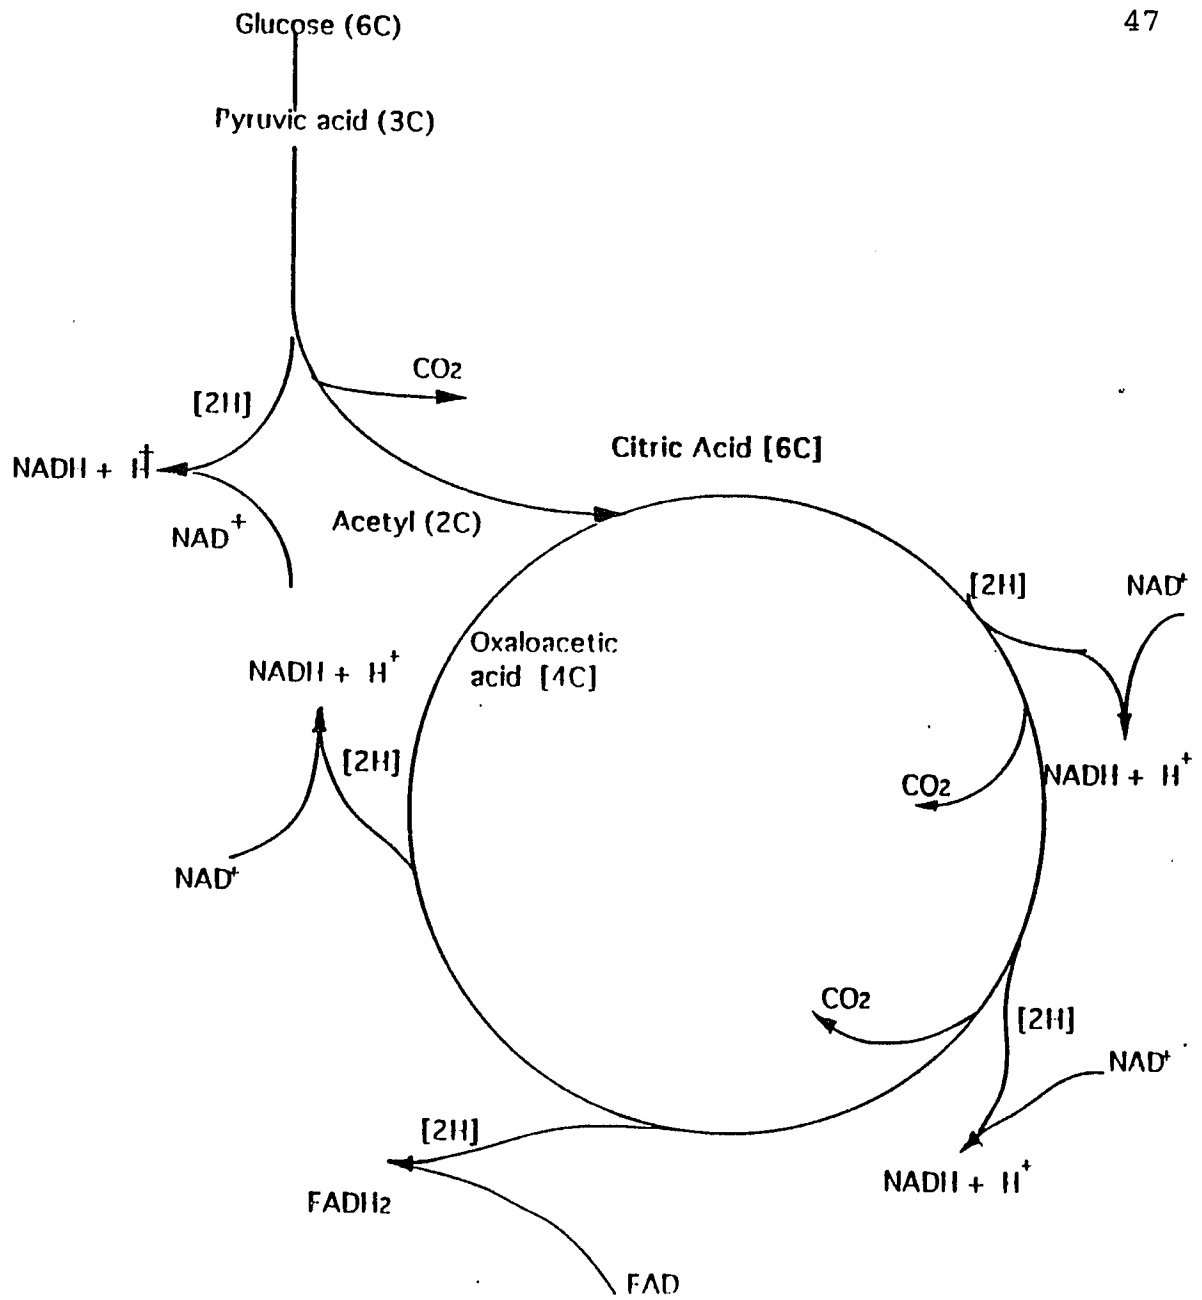 47
Glucose (6C)
Pyruvic acid (3C)
CO2
[2H]
Citric Acid [6C]
NADH + H+
Acetyl (2C)
NAD+
[2H]
NAD+
Oxaloacetic
acid [4C]
NADH + H+
[2H]
CO2
NADH + H+
NAD+
CO2
[2H]
NAD+
[2H]
NADH + H+
FADH2
FAD